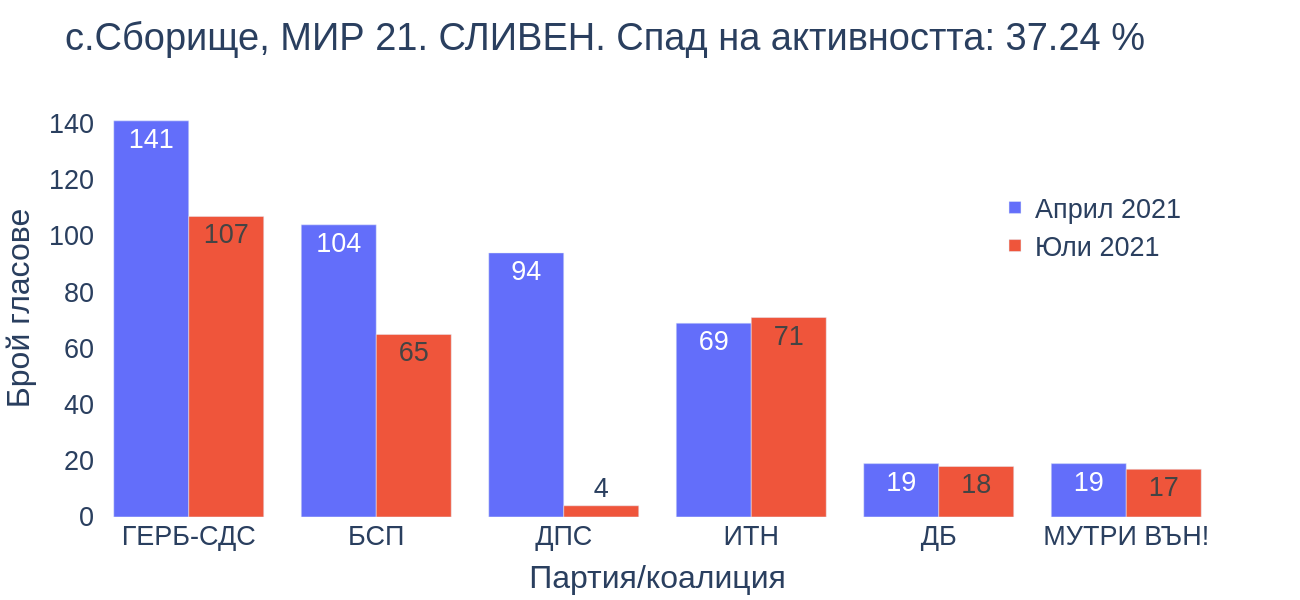 с.Сборище, МИР 21. СЛИВЕН. Спад на активността: 37.24 %
Брой гласове
140
120
100
80
60
40
20
0
141
107
104
65
94
4
69
71
19
18
19
17
Април 2021
Юли 2021
ГЕРБ-СДС
БСП
ДПС
ИТН
ДБ
МУТРИ ВЪН!
Партия/коалиция